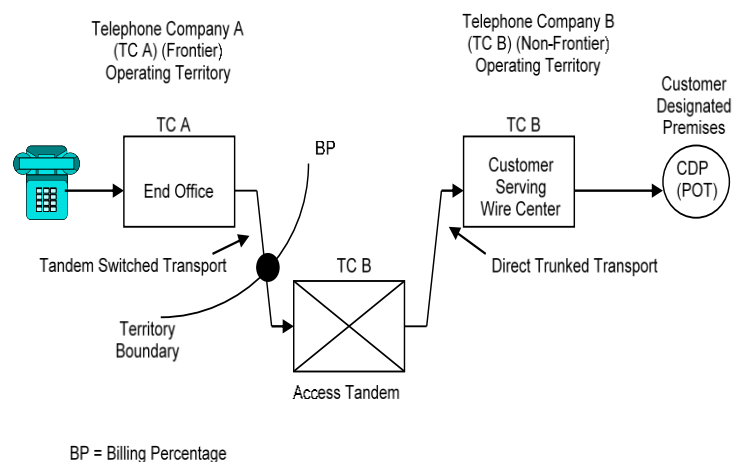 Telephone Company A
(TC A) (Frontier)
Operating Territory
Telephone Company B
(TC B) (Non-Frontier)
Operating Territory
Customer
Designated
Premises
TC A
BP
TC B
End Office
Customer
Serving
Wire Center
CDP
(POT)
Tandem Switched Transport
TC B
Direct Trunked Transport
Territory
Boundary
Access Tandem
BP = Billing Percentage